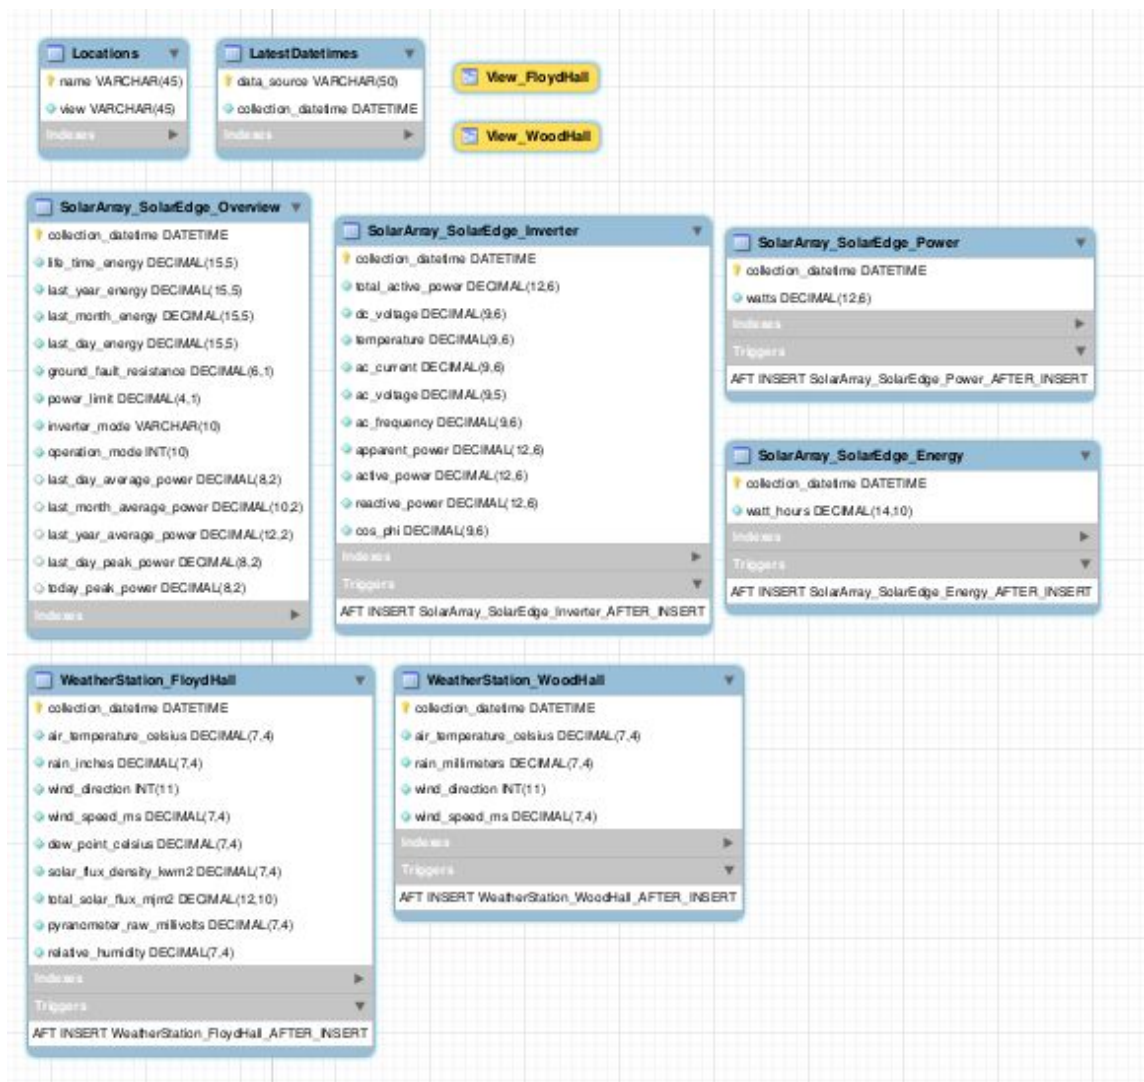 Locations
name VARCHAR(45)
view VARCHAR(45)
Indexes
LatestDatetimes
data_source VARCHAR(50)
collection_datetime DATETIME
Indexes
View_FloydHall
View_WoodHall
SolarArray_SolarEdge_Overview
collection_datetime DATETIME
life_time_energy DECIMAL(15,5)
last_year_energy DECIMAL(15,5)
last_month_energy DECIMAL(15,5)
last_day_energy DECIMAL(15,5)
ground_fault_resistance DECIMAL(6,1)
power_limit DECIMAL(4,1)
inverter_mode VARCHAR(10)
operation_mode INT(10)
last_day_average_power DECIMAL(8,2)
last_month_average_power DECIMAL(10,2)
last_year_average_power DECIMAL(12,2)
last_day_peak_power DECIMAL(8,2)
today_peak_power DECIMAL(8,2)
Indexes
SolarArray_SolarEdge_Inverter
collection_datetime DATETIME
total_active_power DECIMAL(12,6)
dc_voltage DECIMAL(9,6)
temperature DECIMAL(9,6)
ac_current DECIMAL(9,6)
ac_voltage DECIMAL(9,5)
ac_frequency DECIMAL(9,6)
apparent_power DECIMAL(12,6)
active_power DECIMAL(12,6)
reactive_power DECIMAL(12,6)
cos_phi DECIMAL(9,6)
Indexes
Triggers
AFT INSERT SolarArray_SolarEdge_Inverter_AFTER_INSERT
SolarArray_SolarEdge_Power
collection_datetime DATETIME
watts DECIMAL(12,6)
Indexes
Triggers
AFT INSERT SolarArray_SolarEdge_Power_AFTER_INSERT
SolarArray_SolarEdge_Energy
collection_datetime DATETIME
watt_hours DECIMAL(14,10)
Indexes
Triggers
AFT INSERT SolarArray_SolarEdge_Energy_AFTER_INSERT
WeatherStation_FloydHall
collection_datetime DATETIME
air_temperature_celsius DECIMAL(7,4)
rain_inches DECIMAL(7,4)
wind_direction INT(11)
wind_speed_ms DECIMAL(7,4)
dew_point_celsius DECIMAL(7,4)
solar_flux_density_kwm2 DECIMAL(7,4)
total_solar_flux_mjm2 DECIMAL(12,10)
pyranometer_raw_millivolts DECIMAL(7,4)
relative_humidity DECIMAL(7,4)
Indexes
Triggers
AFT INSERT WeatherStation_FloydHall_AFTER_INSERT
WeatherStation_WoodHall
collection_datetime DATETIME
air_temperature_celsius DECIMAL(7,4)
rain_millimeters DECIMAL(7,4)
wind_direction INT(11)
wind_speed_ms DECIMAL(7,4)
Indexes
Triggers
AFT INSERT WeatherStation_WoodHall_AFTER_INSERT